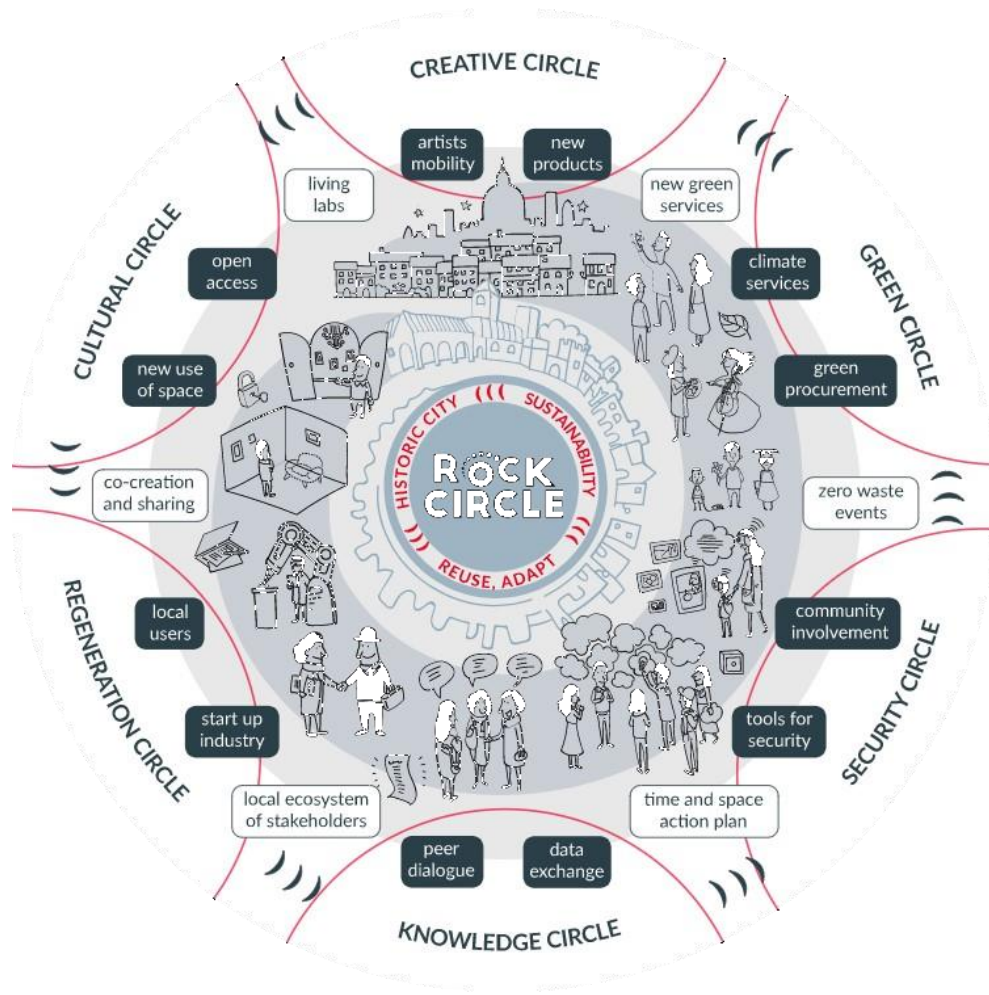 CREATIVE CIRCLE
artists
mobility
new
products
living
labs
new green
services
CULTURAL CIRCLE
open
access
climate
services
GREEN CIRCLE
new use
of space
green
procurement
HISTORIC CITY
SUSTAINABILITY
ROCK
CIRCLE
REUSE, ADAPT
co-creation
and sharing
zero waste
events
REGENERATION CIRCLE
local
users
community
involvement
SECURITY CIRCLE
start up
industry
tools for
security
local ecosystem
of stakeholders
time and space
action plan
peer
dialogue
data
exchange
KNOWLEDGE CIRCLE